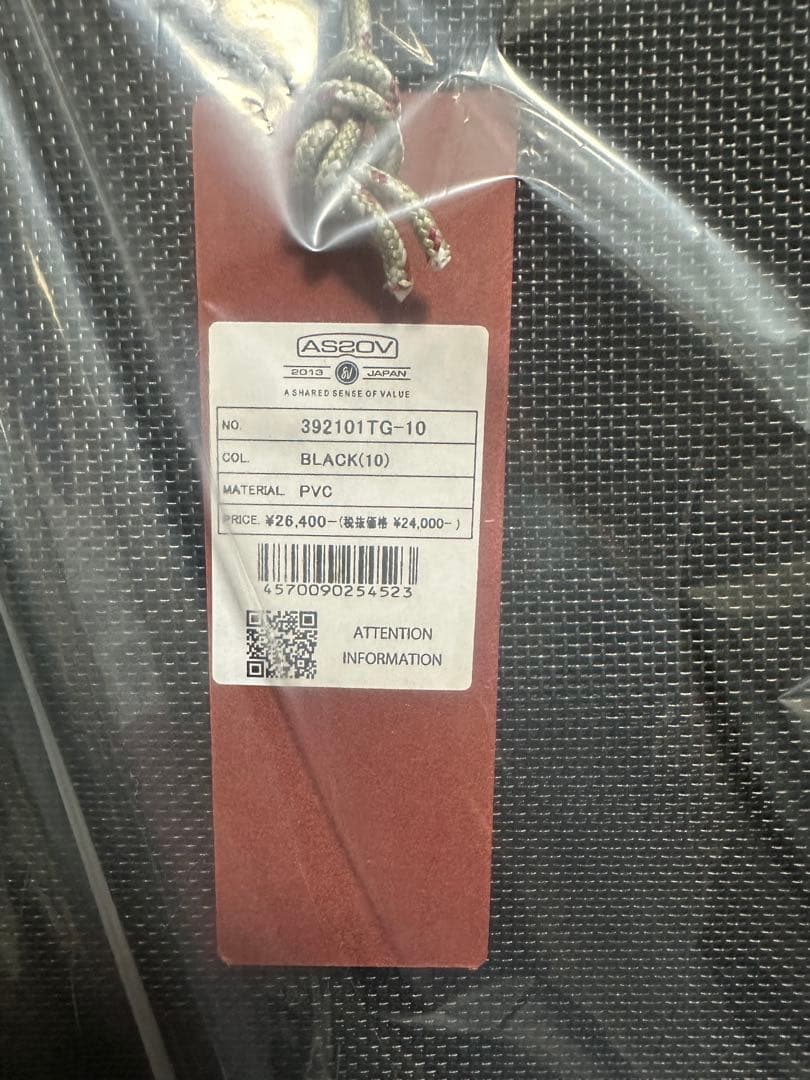 AS2OV
2013 JAPAN
A SHARED SENSE OF VALUE
NO. 392101TG-10
COL. BLACK(10)
MATERIAL. PVC
PRICE. ¥26,400-(税抜価格 ¥24,000- )
4570090254523
ATTENTION
INFORMATION